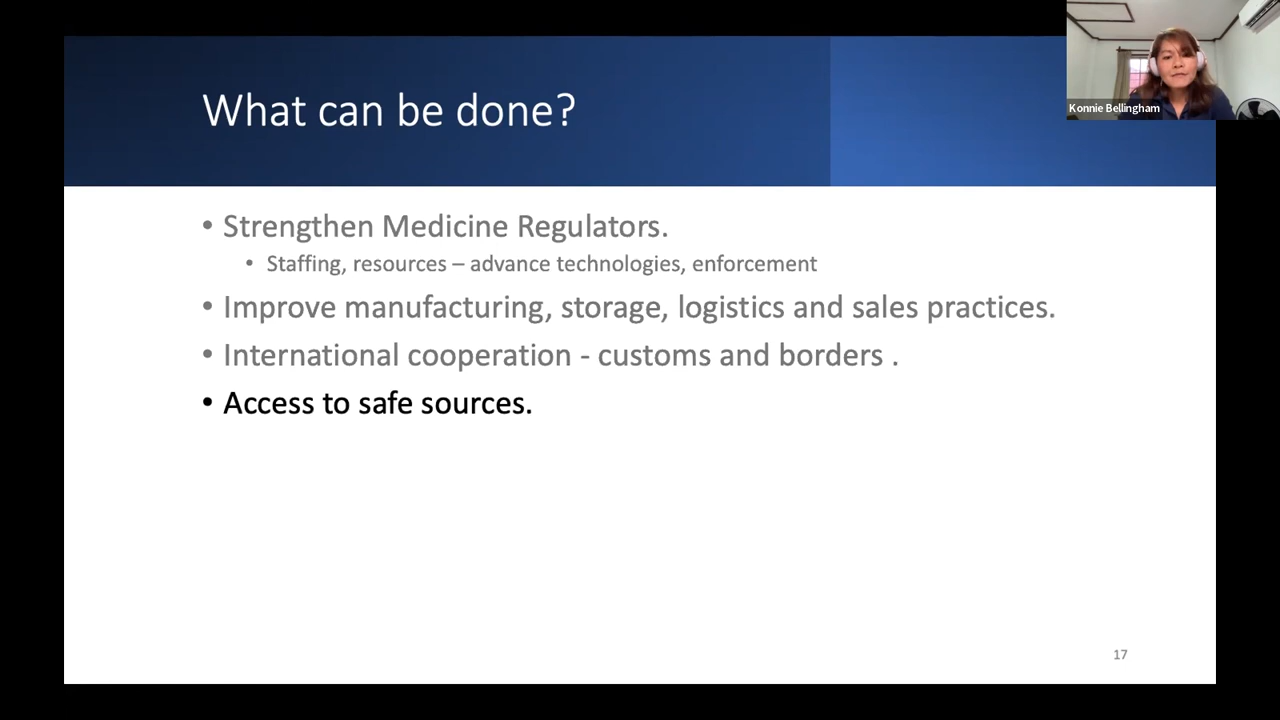 What can be done?
Konnie Bellingham
• Strengthen Medicine Regulators.
• Staffing, resources – advance technologies, enforcement
• Improve manufacturing, storage, logistics and sales practices.
• International cooperation - customs and borders .
• Access to safe sources.
17